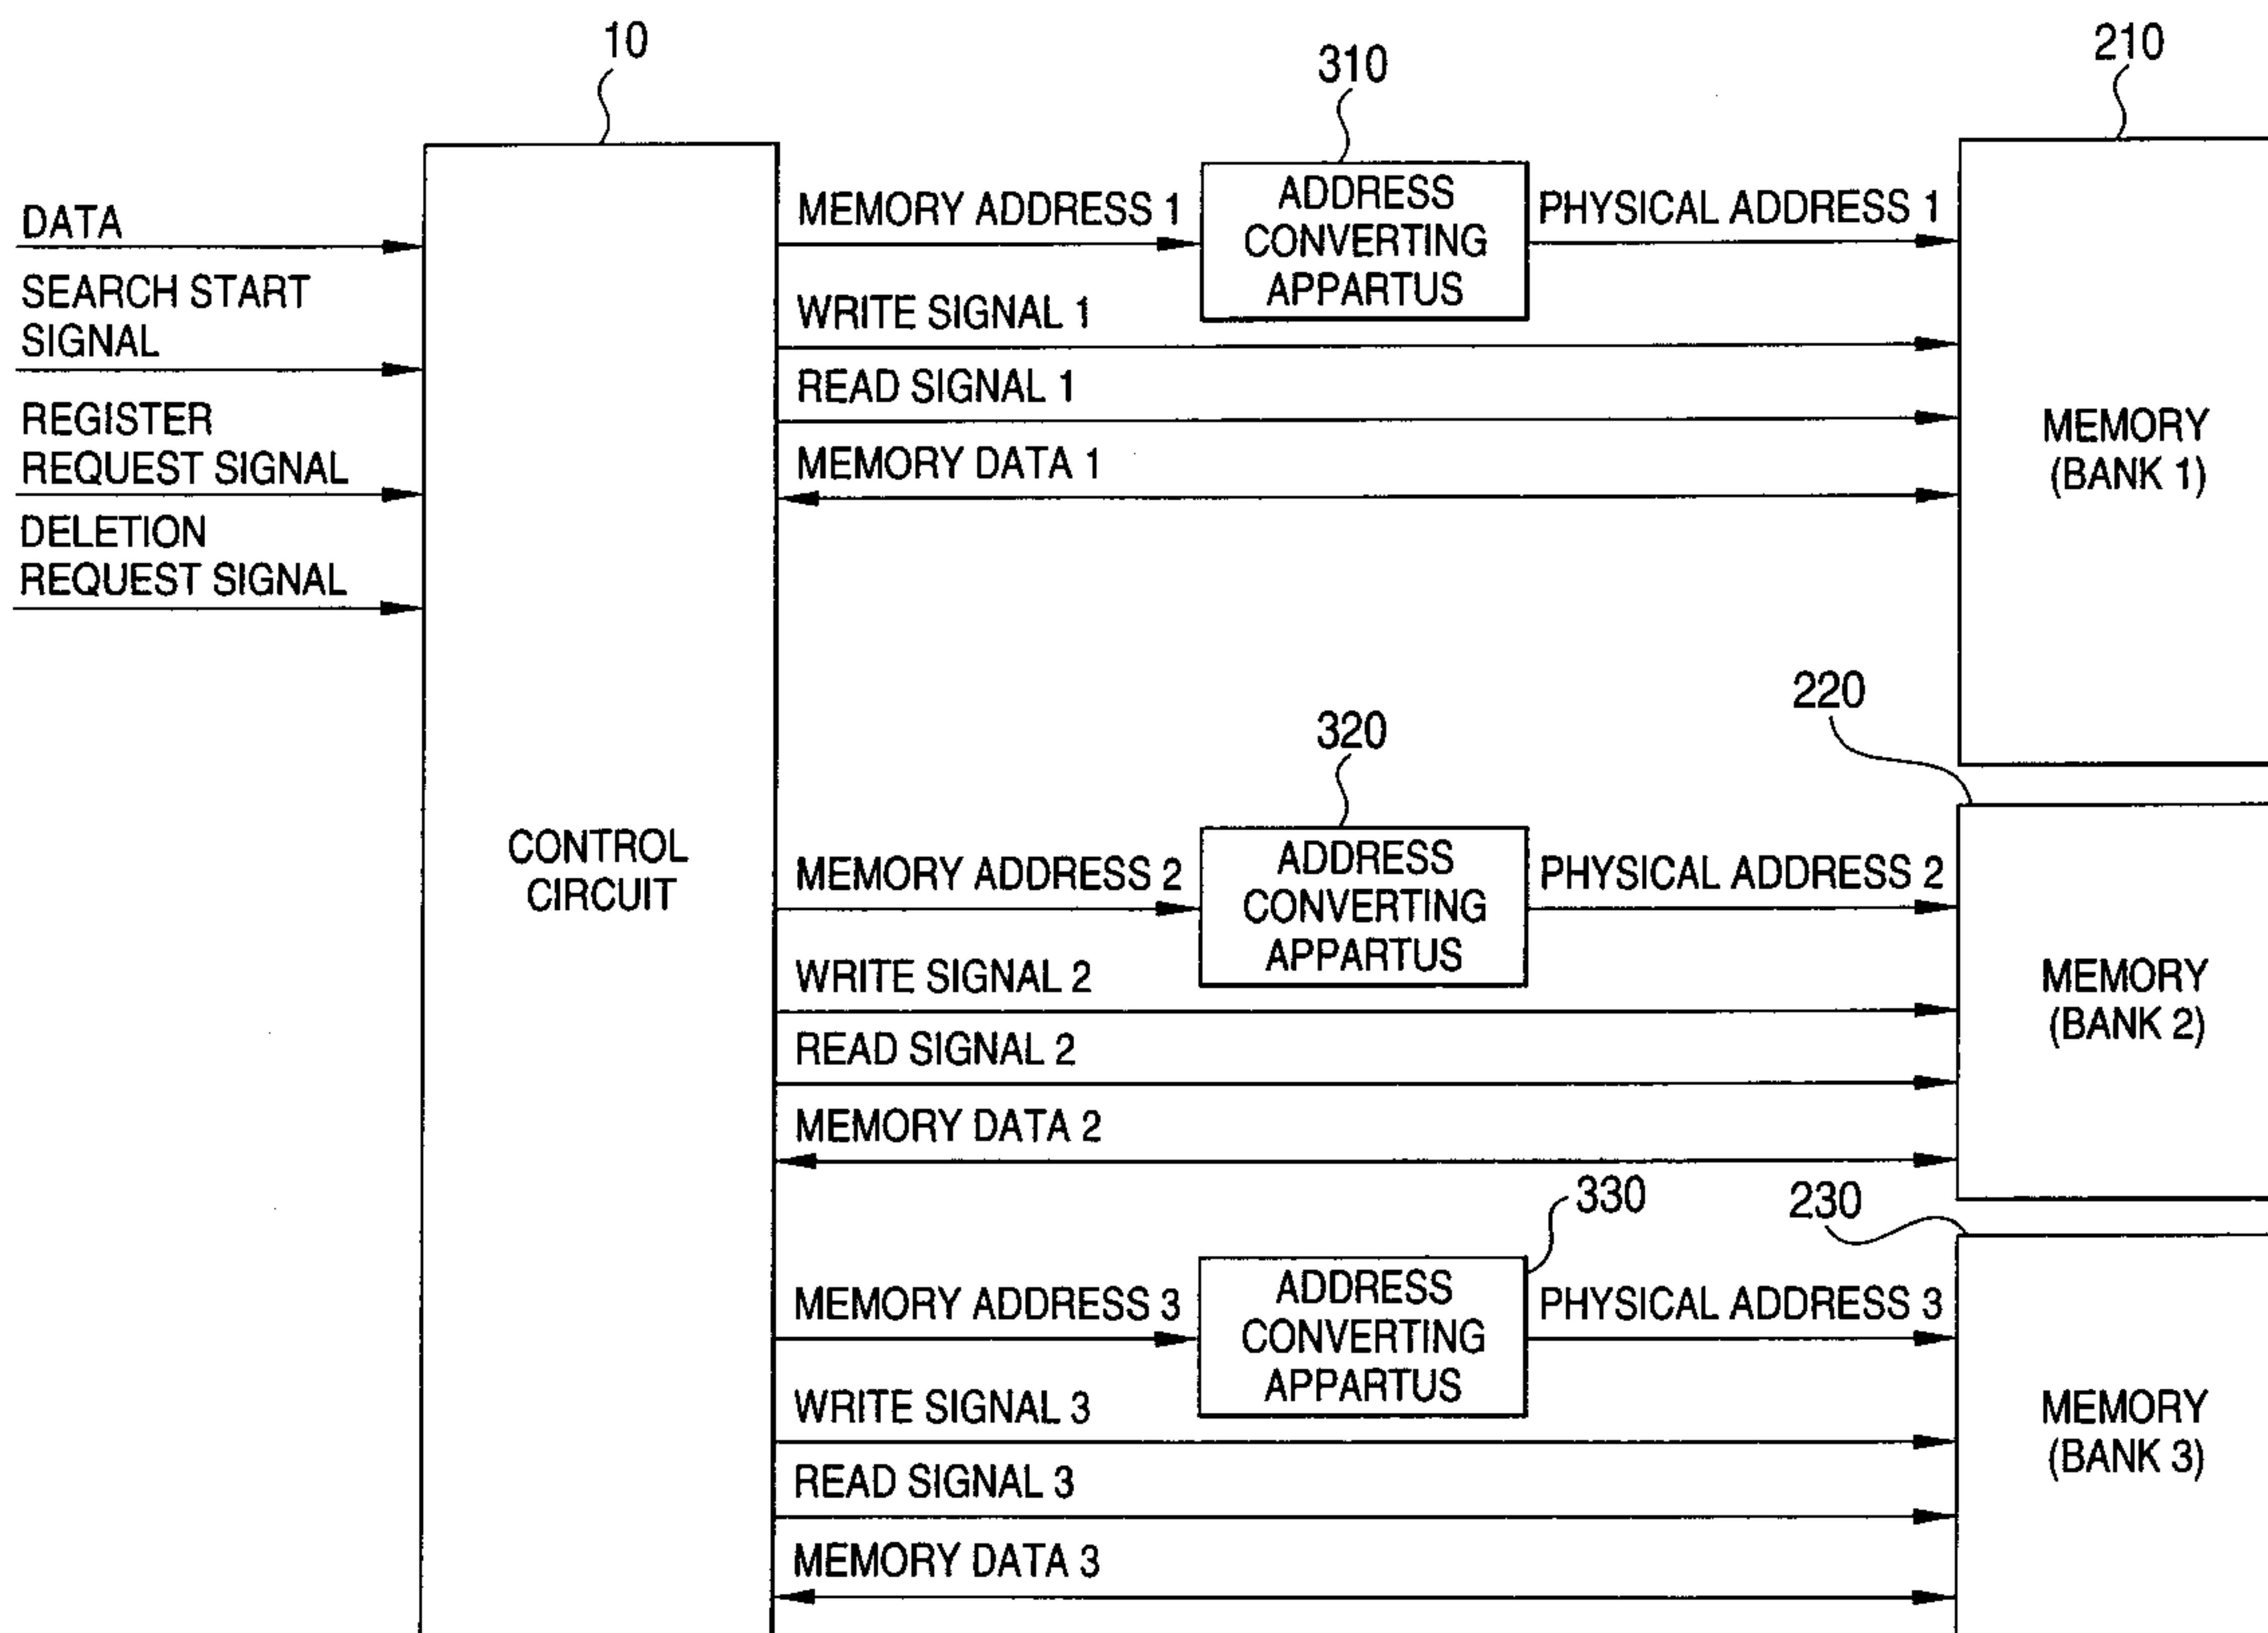 10
310
210
DATA
SEARCH START
SIGNAL
REGISTER
REQUEST SIGNAL
DELETION
REQUEST SIGNAL
CONTROL
CIRCUIT
MEMORY ADDRESS 1
ADDRESS
CONVERTING
APPARTUS
PHYSICAL ADDRESS 1
WRITE SIGNAL 1
READ SIGNAL 1
MEMORY DATA 1
MEMORY
(BANK 1)
320
220
MEMORY ADDRESS 2
ADDRESS
CONVERTING
APPARTUS
PHYSICAL ADDRESS 2
WRITE SIGNAL 2
READ SIGNAL 2
MEMORY DATA 2
MEMORY
(BANK 2)
330
230
MEMORY ADDRESS 3
ADDRESS
CONVERTING
APPARTUS
PHYSICAL ADDRESS 3
WRITE SIGNAL 3
READ SIGNAL 3
MEMORY DATA 3
MEMORY
(BANK 3)